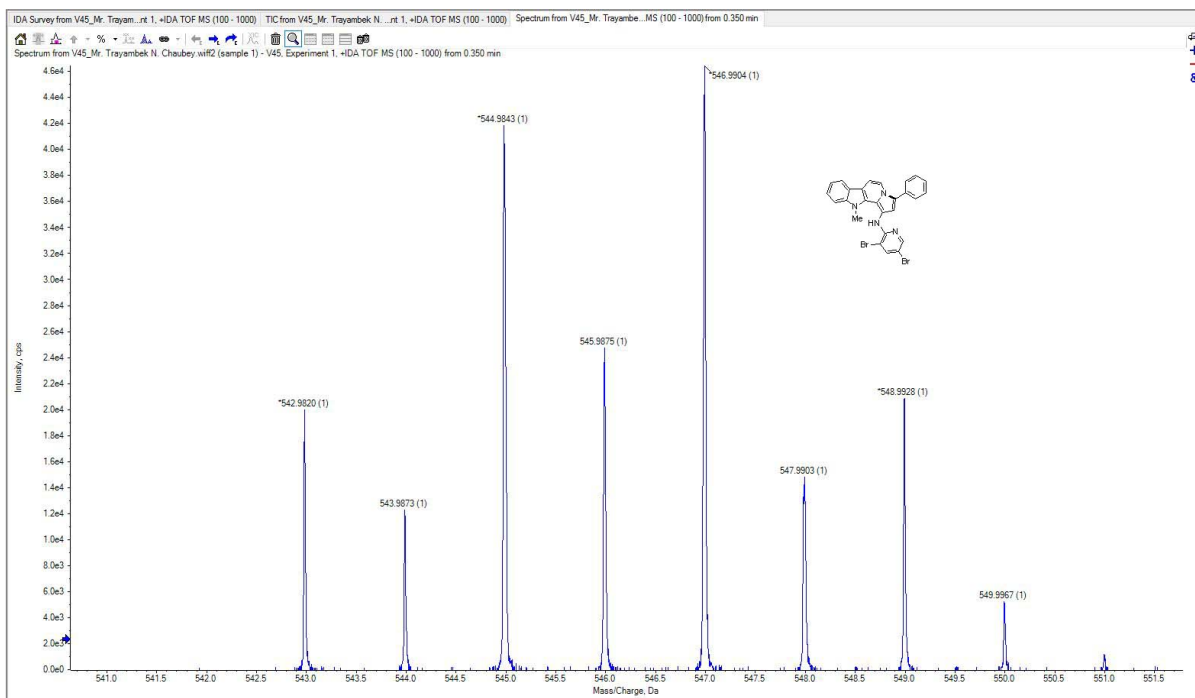 IDA Survey from V45_Mr. Trayam...nt 1, +IDA TOF MS (100 - 1000) TIC from V45_Mr. Trayambek N. ...nt 1, +IDA TOF MS (100 - 1000) Spectrum from V45_Mr. Trayambe...MS (100 - 1000) from 0.350 min
%
Spectrum from V45_Mr. Trayambek N. Chaubey.wiff2 (sample 1) - V45, Experiment 1, +IDA TOF MS (100 - 1000) from 0.350 min
4.6e4
*546.9904 (1)
4.4e4
4.2e4
*544.9843 (1)
4.0e4
3.8e4
3.6e4
3.4e4
3.2e4
3.0e4
2.8e4
2.6e4
2.4e4
545.9875 (1)
2.2e4
2.0e4
*542.9820 (1)
*548.9928 (1)
1.8e4
1.6e4
1.4e4
547.9903 (1)
1.2e4
543.9873 (1)
1.0e4
8.0e3
6.0e3
4.0e3
549.9967 (1)
2.0e3
0.0e0
Intensity, cps
N
N
Me
HN
N
Br
Br
541.0 541.5 542.0 542.5 543.0 543.5 544.0 544.5 545.0 545.5 546.0 546.5 547.0 547.5 548.0 548.5 549.0 549.5 550.0 550.5 551.0 551.5
Mass/Charge, Da